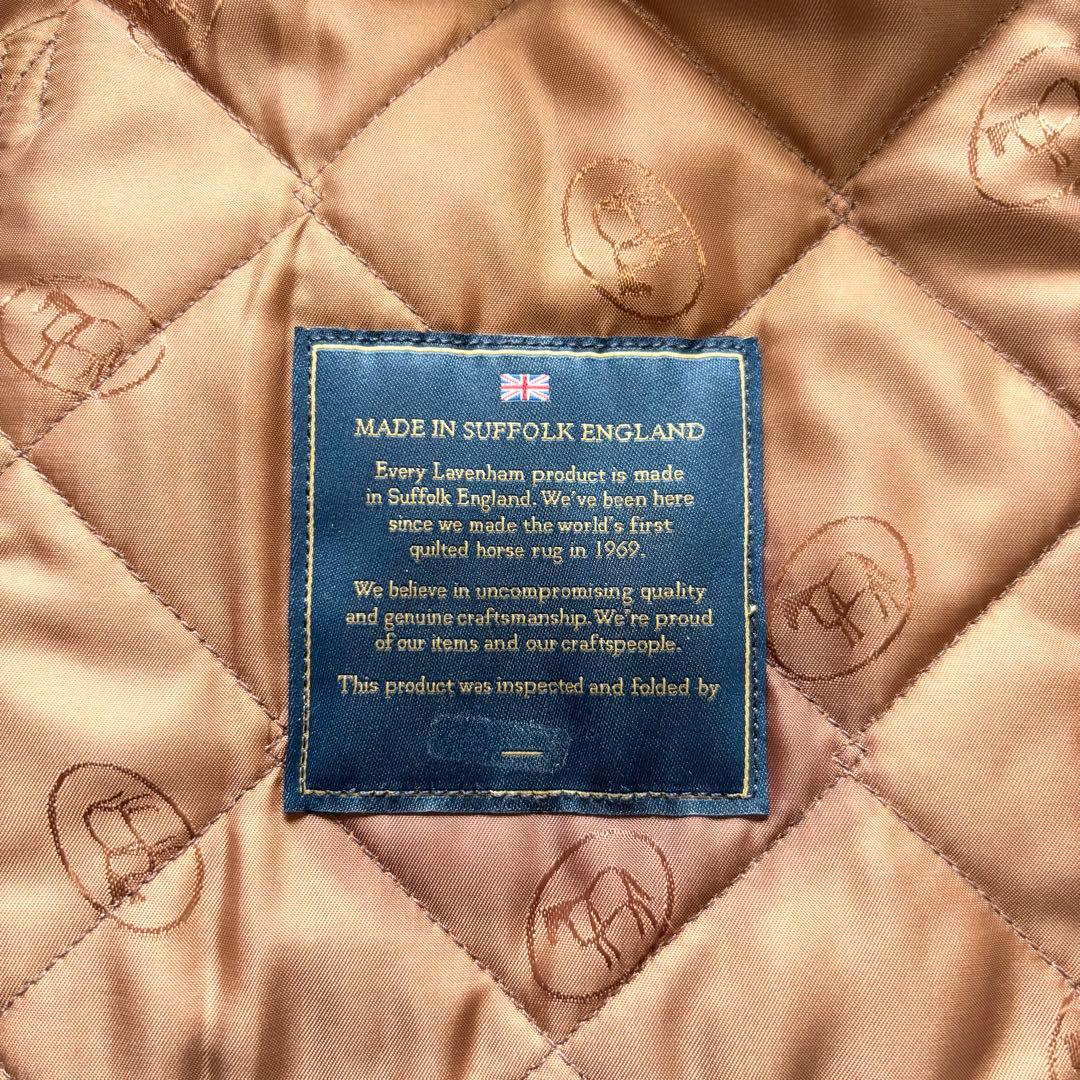 MADE IN SUFFOLK ENGLAND
Every Lavenham product is made
in Suffolk England. We've been here
since we made the world's first
quilted horse rug in 1969.
We believe in uncompromising quality
and genuine craftsmanship. We're proud
of our items and our craftspeople.
This product was inspected and folded by